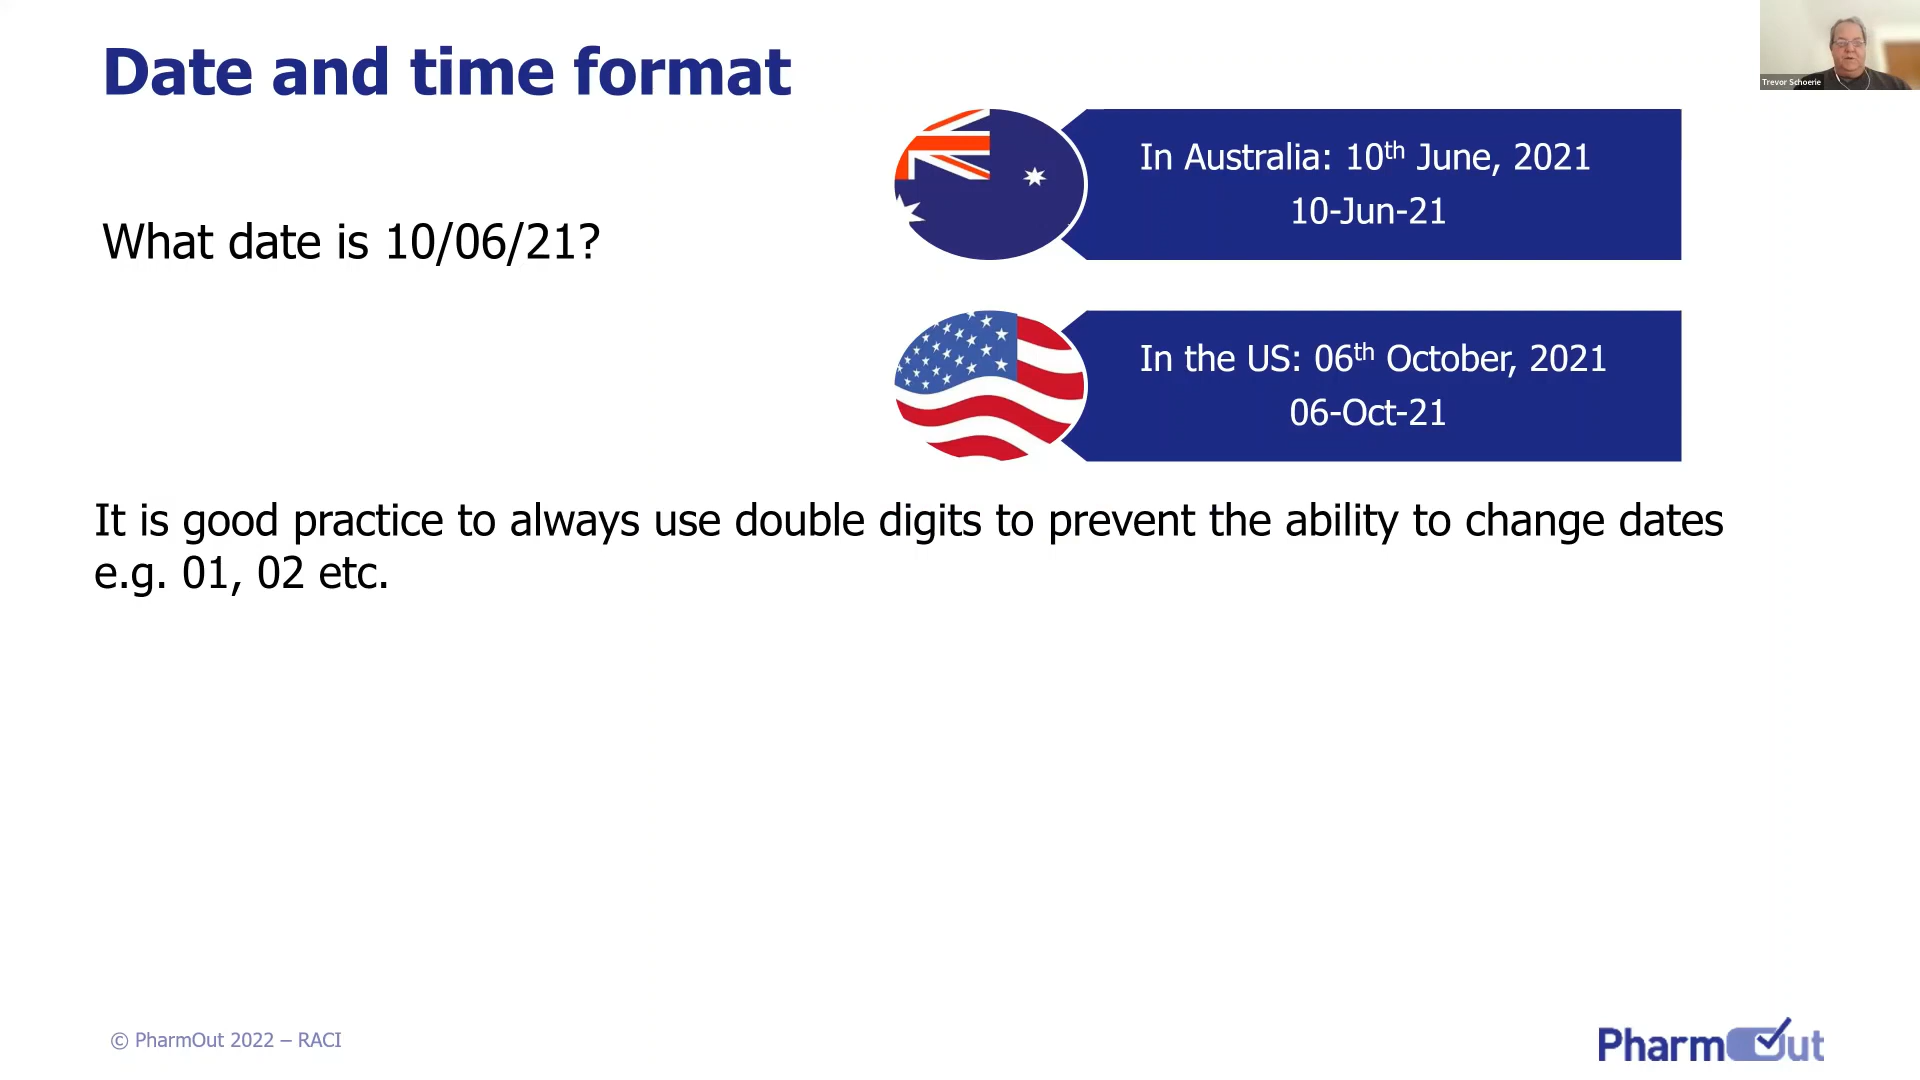 Date and time format
Trevor Schoerie
In Australia: 10th June, 2021
10-Jun-21
What date is 10/06/21?
In the US: 06th October, 2021
06-Oct-21
It is good practice to always use double digits to prevent the ability to change dates
e.g. 01, 02 etc.
© PharmOut 2022 – RACI
PharmOut